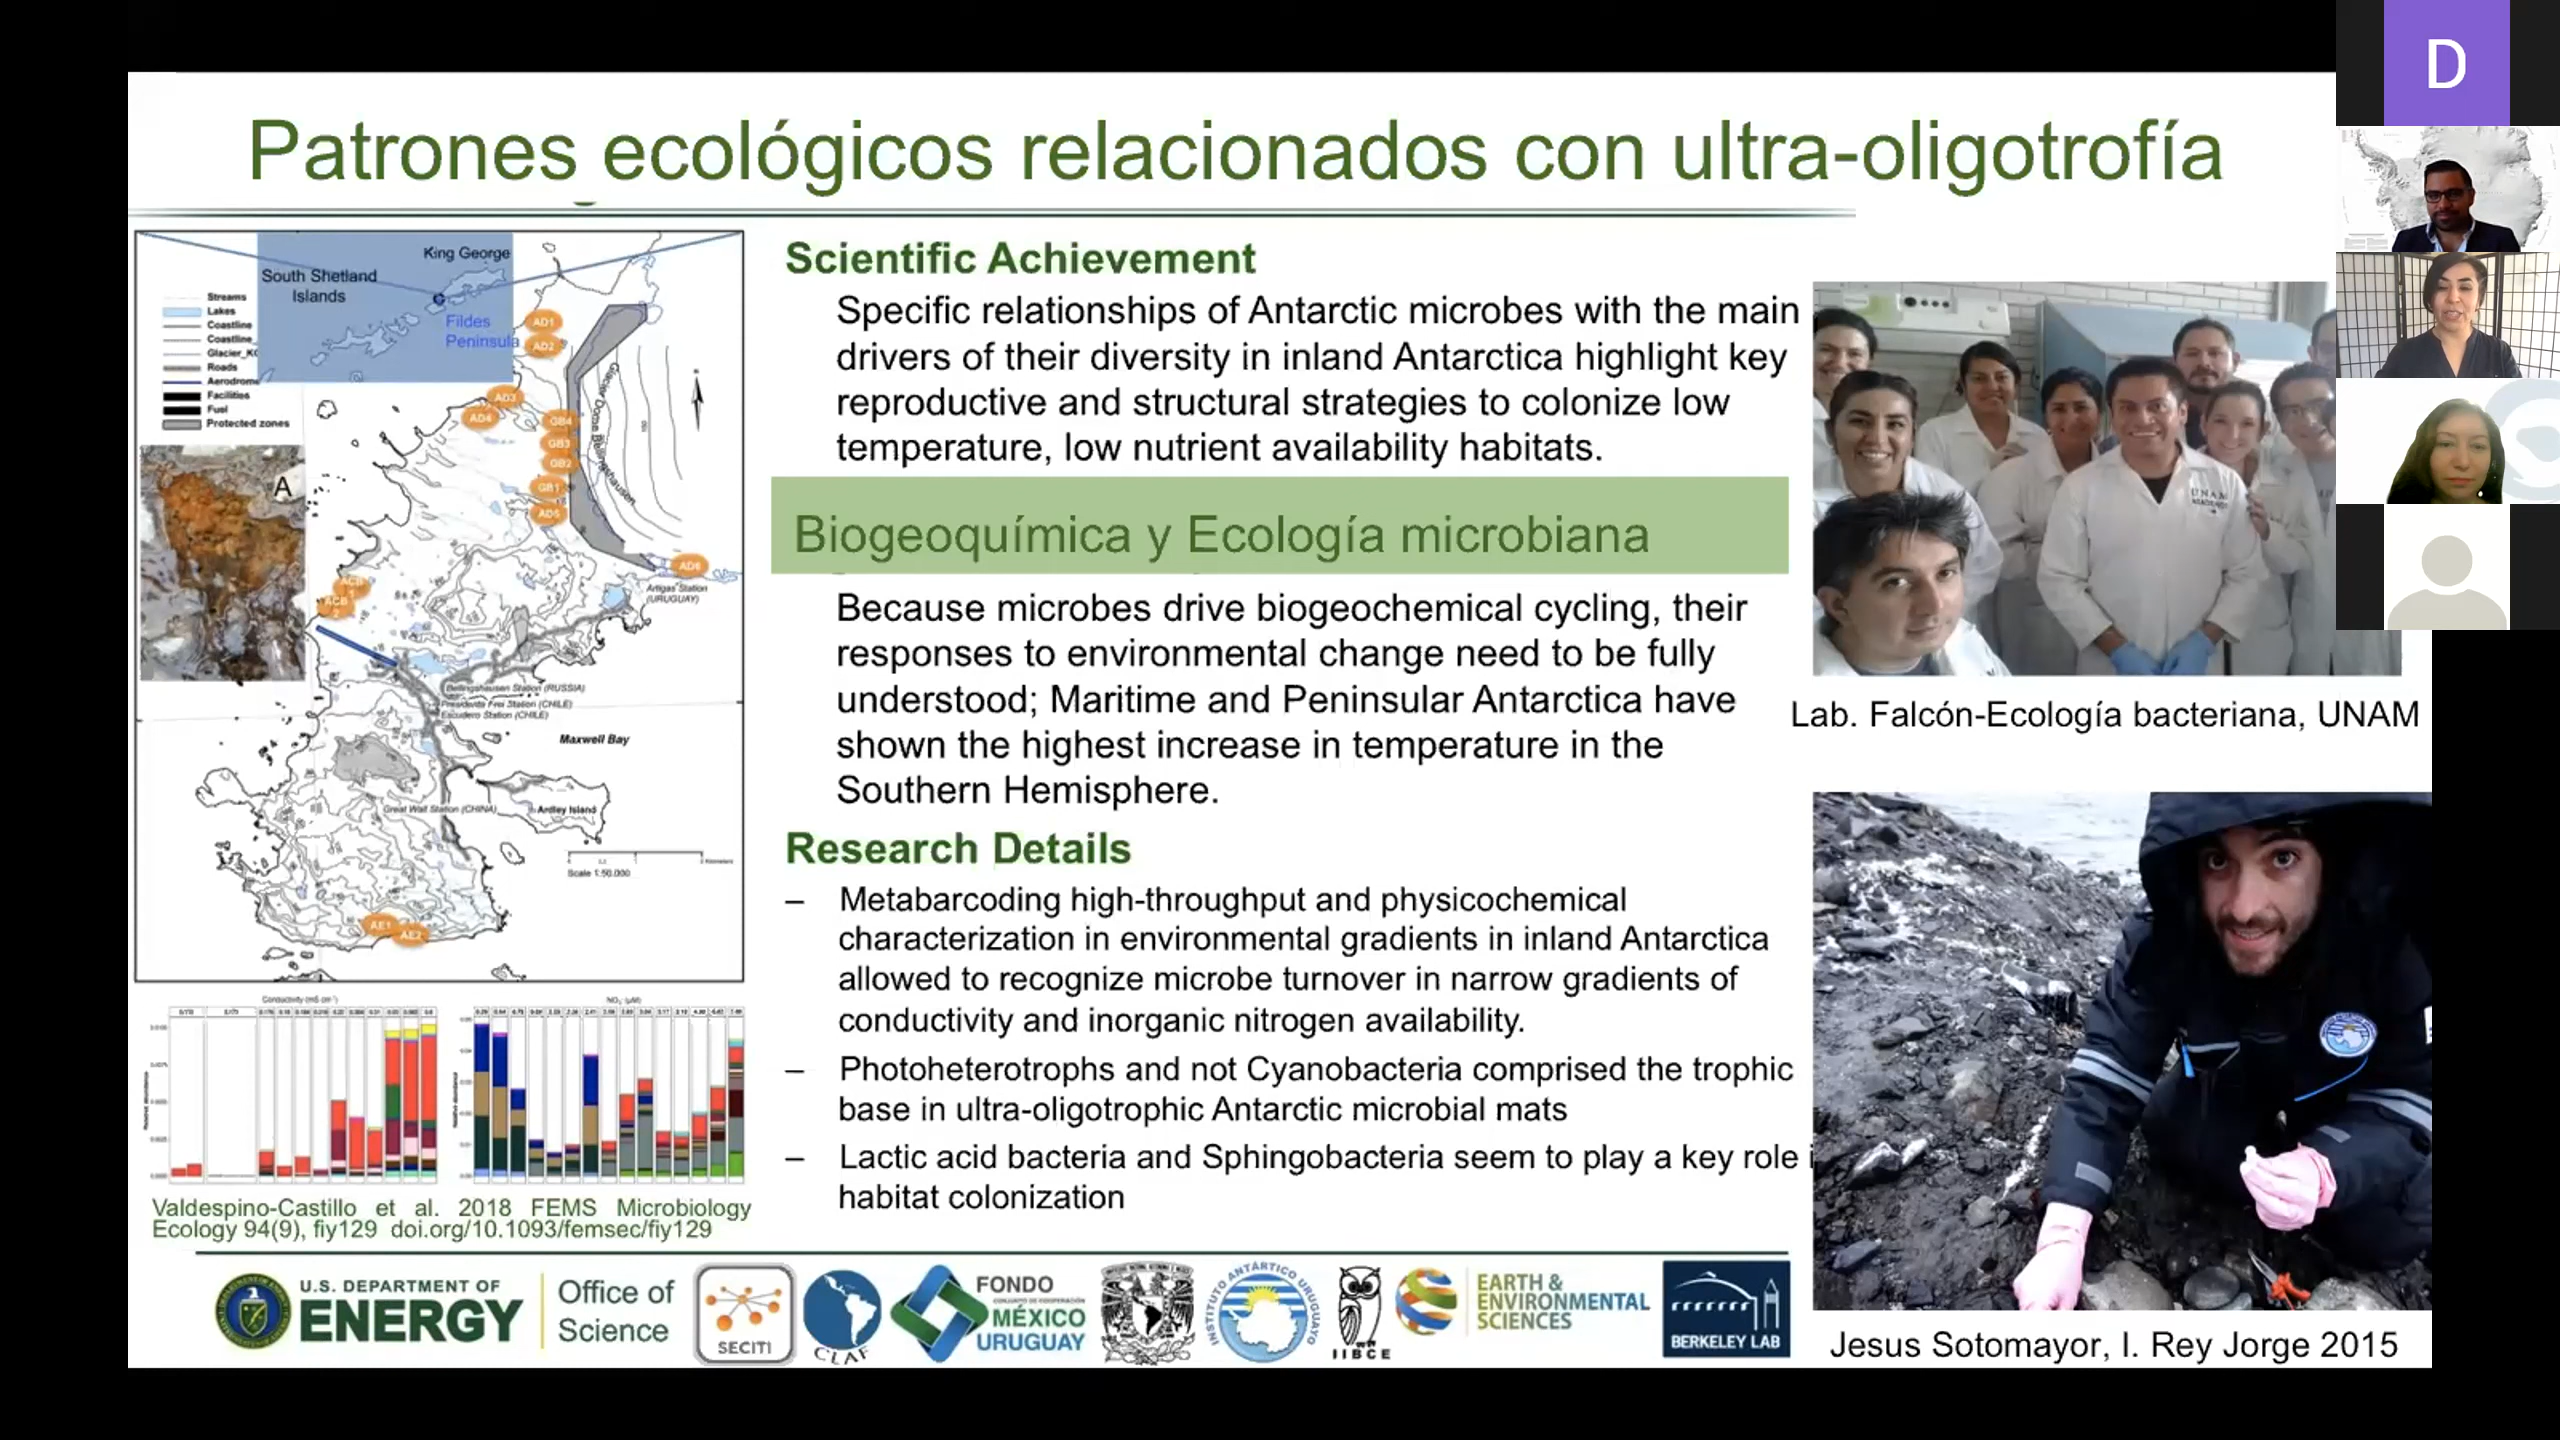 D
Patrones ecológicos relacionados con ultra-oligotrofía
King George
South Shetland
Islands
Fildes
Peninsula
Streams
Lakes
Coastline
Coastline_
Roads
Aerodrome
Facilities
Fuel
Protected zones
AD1
AD2
AD3
AD4
GB4
GB3
GB2
GB1
AD5
AD6
A
ACB
ACB
Artigas Station
(URUGUAY)
Bellingshausen Station (RUSSIA)
Presidente Frei Station (CHILE)
Escudero Station (CHILE)
Maxwell Bay
Great Wall Station (CHINA)
Ardley Island
Scale 1:50.000
AE1
AE2
Scientific Achievement
Specific relationships of Antarctic microbes with the main
drivers of their diversity in inland Antarctica highlight key
reproductive and structural strategies to colonize low
temperature, low nutrient availability habitats.
Biogeoquímica y Ecología microbiana
Because microbes drive biogeochemical cycling, their
responses to environmental change need to be fully
understood; Maritime and Peninsular Antarctica have
shown the highest increase in temperature in the
Southern Hemisphere.
Research Details
– Metabarcoding high-throughput and physicochemical
characterization in environmental gradients in inland Antarctica
allowed to recognize microbe turnover in narrow gradients of
conductivity and inorganic nitrogen availability.
– Photoheterotrophs and not Cyanobacteria comprised the trophic
base in ultra-oligotrophic Antarctic microbial mats
– Lactic acid bacteria and Sphingobacteria seem to play a key role i
habitat colonization
UNAM
Lab. Falcón-Ecología bacteriana, UNAM
Jesus Sotomayor, I. Rey Jorge 2015
Valdespino-Castillo et al. 2018 FEMS Microbiology
Ecology 94(9), fiy129 doi.org/10.1093/femsec/fiy129
U.S. DEPARTMENT OF
ENERGY
Office of
Science
SECITI
CLAF
FONDO
CONJUNTO DE COOPERACIÓN
MÉXICO
URUGUAY
INSTITUTO ANTÁRTICO URUGUAYO
IIBCE
EARTH &
ENVIRONMENTAL
SCIENCES
BERKELEY LAB